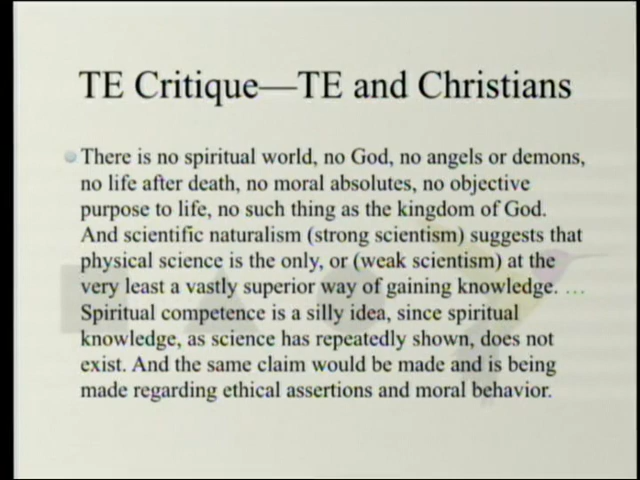 TE Critique—TE and Christians
There is no spiritual world, no God, no angels or demons,
no life after death, no moral absolutes, no objective
purpose to life, no such thing as the kingdom of God.
And scientific naturalism (strong scientism) suggests that
physical science is the only, or (weak scientism) at the
very least a vastly superior way of gaining knowledge. …
Spiritual competence is a silly idea, since spiritual
knowledge, as science has repeatedly shown, does not
exist. And the same claim would be made and is being
made regarding ethical assertions and moral behavior.